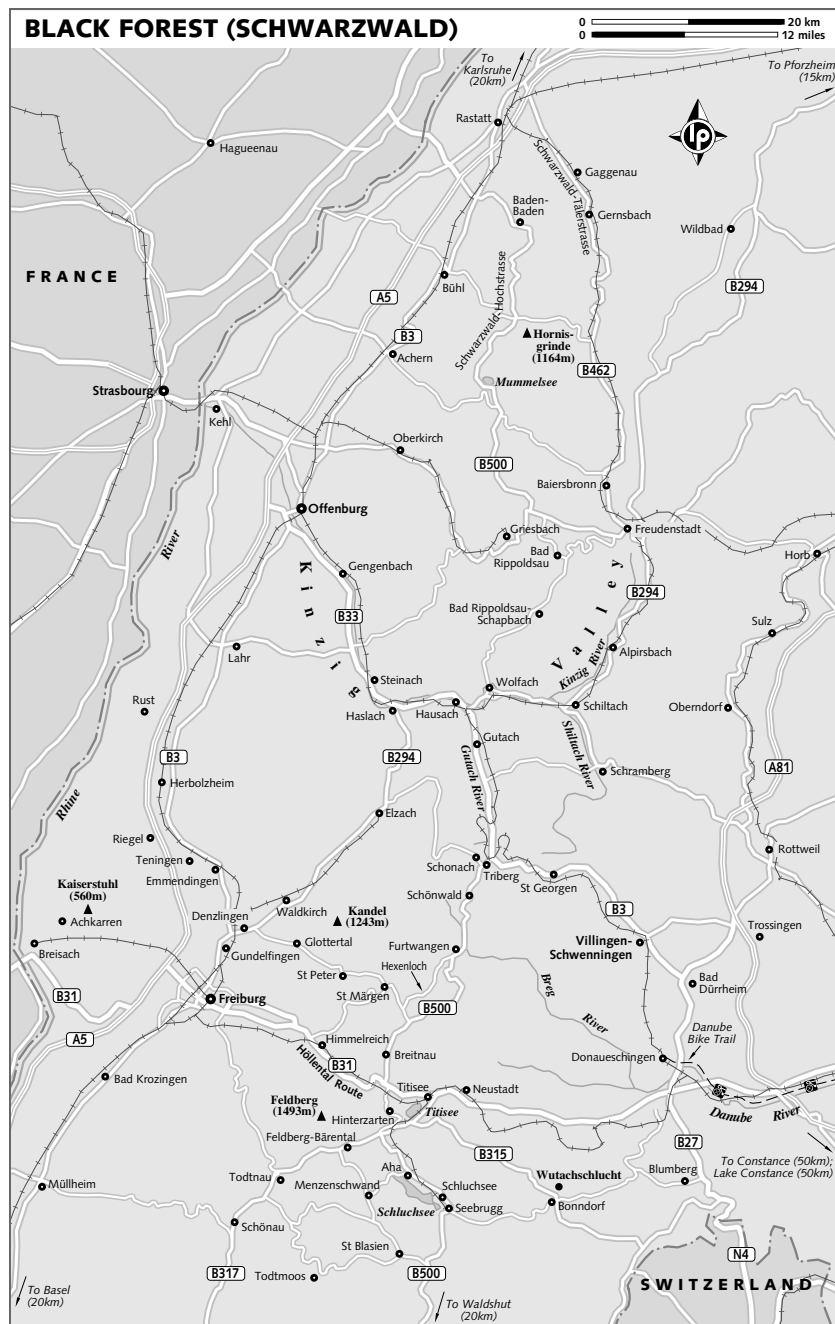 BLACK FOREST (SCHWARZWALD)
0 20 km
0 12 miles
To
Karlsruhe
(20km)
To Pforzheim
(15km)
lp
Rastatt
Hagueenau
Gaggenau
Schwarzwald-Tälerstrasse
Baden-
Baden
Gernsbach
Wildbad
FRANCE
Bühl
A5
B294
Schwarzwald-Hochstrasse
B3
Hornis-
grinde
(1164m)
Achern
B462
Mummelsee
Strasbourg
Kehl
Oberkirch
B500
Baiersbronn
Offenburg
Freudenstadt
Griesbach
Bad
Rippoldsau
Horb
River
Kinzig
Gengenbach
Valley
B294
B33
Bad Rippoldsau-
Schapbach
Sulz
Lahr
Alpirsbach
Kinzig
River
Steinach
Wolfach
Rust
Haslach
Hausach
Schiltach
Oberndorf
Gutach
Shiltach River
B3
B294
Gutach River
Schramberg
A81
Herbolzheim
Rhine
Elzach
Riegel
Rottweil
Teningen
Schonach
Triberg
St Georgen
Emmendingen
Kaiserstuhl
(560m)
Waldkirch
Schönwald
Kandel
(1243m)
B3
Achkarren
Denzlingen
Trossingen
Breisach
Glottertal
Furtwangen
Villingen-
Schwenningen
Gundelfingen
Hexenloch
St Peter
Breg
River
Bad
Dürrheim
B31
Freiburg
St Märgen
B500
Danube
Bike Trail
A5
Himmelreich
B31
Breitnau
Donaueschingen
Höllental Route
Bad Krozingen
Titisee
Neustadt
Feldberg
(1493m)
Hinterzarten
Titisee
Danube
River
Feldberg-Bärental
B27
B315
To Constance (50km);
Lake Constance (50km)
Müllheim
Todtnau
Aha
Wutachschlucht
Blumberg
Menzenschwand
Schluchsee
Schluchsee
Seebrugg
Bonndorf
Schönau
St Blasien
N4
B317
B500
Todtmoos
SWITZERLAND
To Basel
(20km)
To Waldshut
(20km)